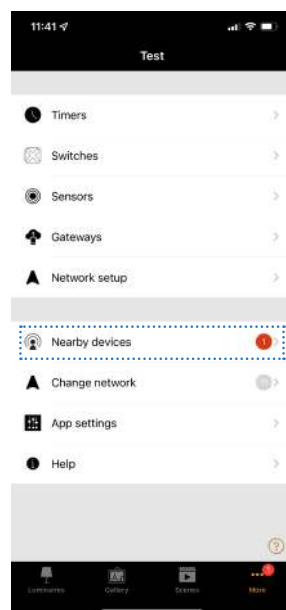 11:41
Test
Timers
Switches
Sensors
Gateways
Network setup
Nearby devices 1
Change network
App settings
Help
?
Luminaires Gallery Scenes More